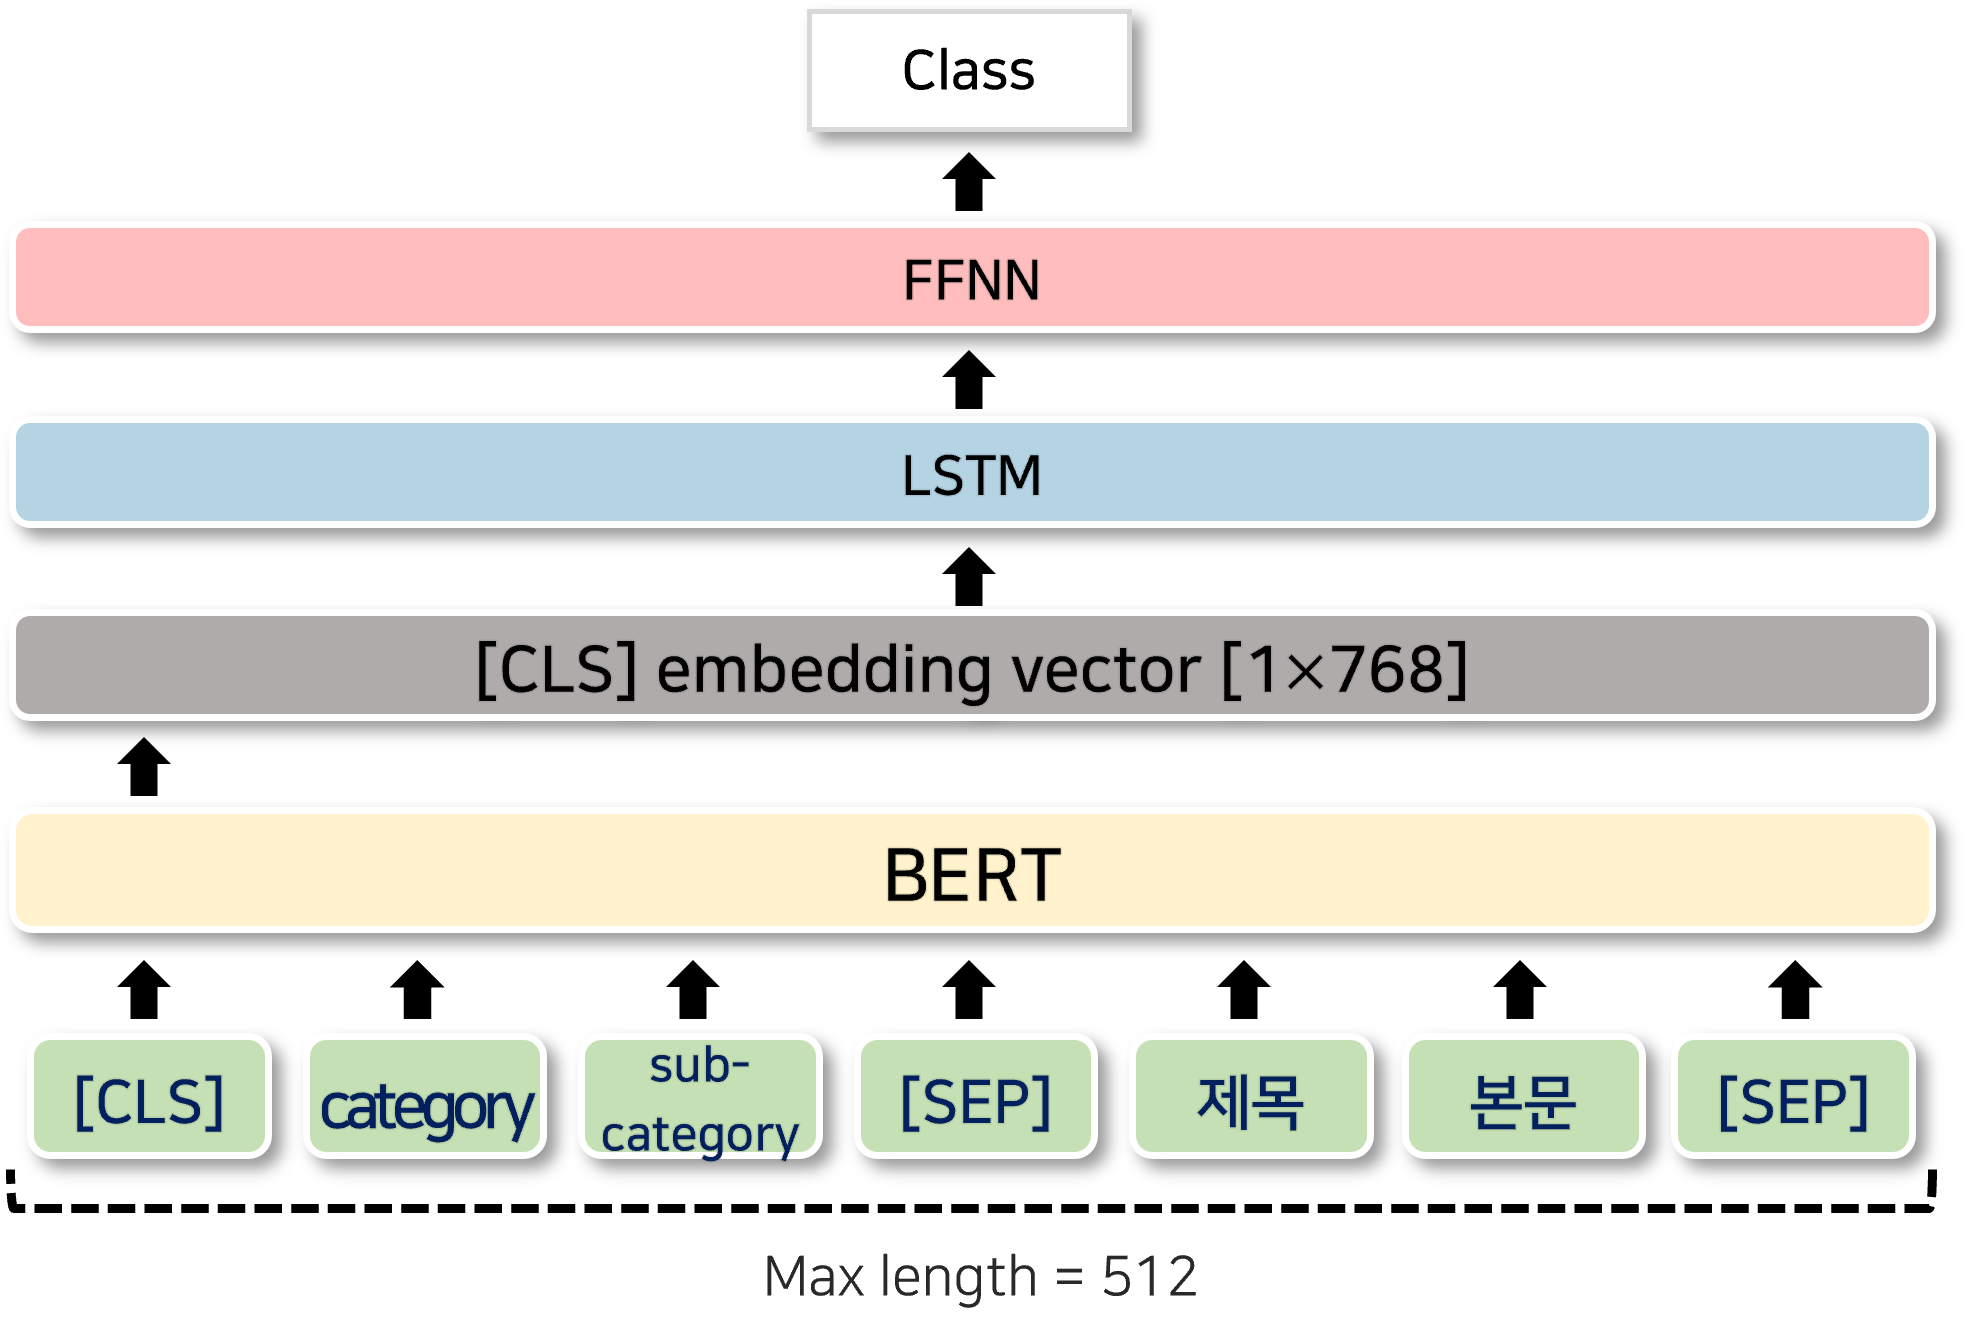 Class
FFNN
LSTM
[CLS] embedding vector [1×768]
BERT
[CLS]
category
sub-
category
[SEP]
제목
본문
[SEP]
Max length = 512